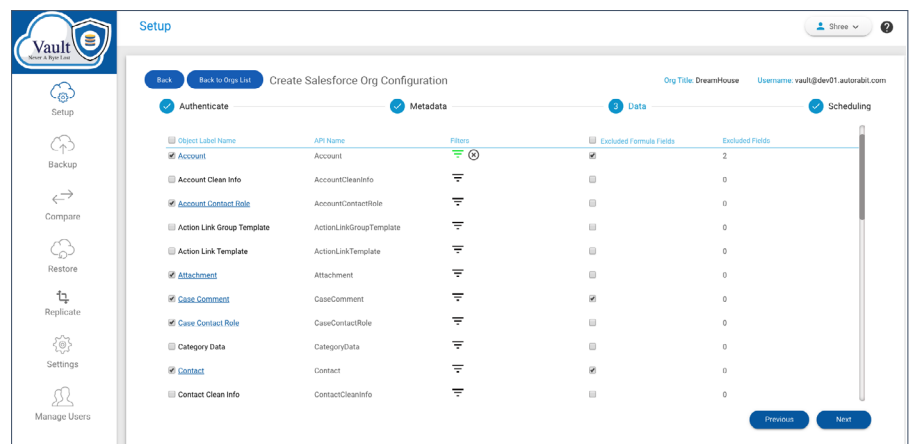 Vault
Never A Byte Lost
Setup
Shree
?
Setup
Backup
Compare
Restore
Replicate
Settings
Manage Users
Back
Back to Orgs List
Create Salesforce Org Configuration
Org Title: DreamHouse
Username: vault@dev01.autorabit.com
Authenticate
Metadata
3 Data
Scheduling
Object Label Name API Name Filters Excluded Formula Fields Excluded Fields
Account Account 2
Account Clean Info AccountCleanInfo 0
Account Contact Role AccountContactRole 0
Action Link Group Template ActionLinkGroupTemplate 0
Action Link Template ActionLinkTemplate 0
Attachment Attachment 0
Case Comment CaseComment 0
Case Contact Role CaseContactRole 0
Category Data CategoryData 0
Contact Contact 0
Contact Clean Info ContactCleanInfo 0
Previous
Next